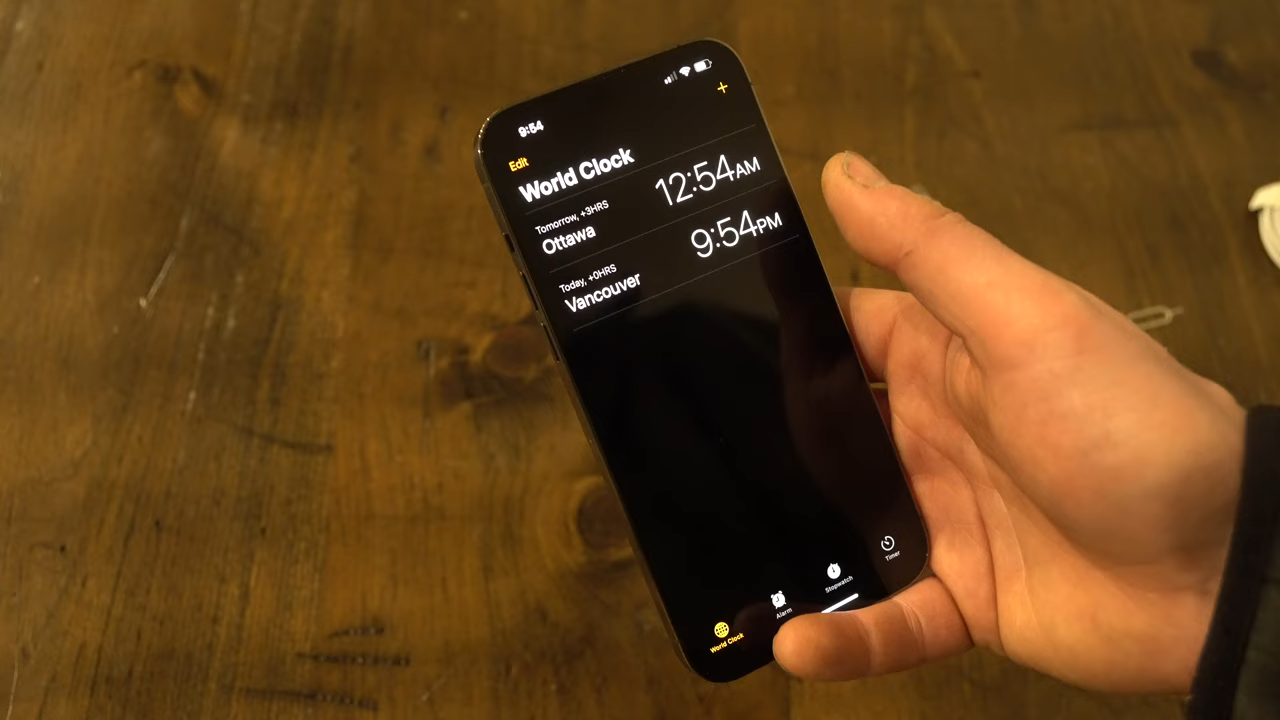 9:54
Edit
World Clock
Tomorrow, +3HRS
Ottawa
12:54AM
Today, +0HRS
Vancouver
9:54PM
World Clock
Alarm
Stopwatch
Timer